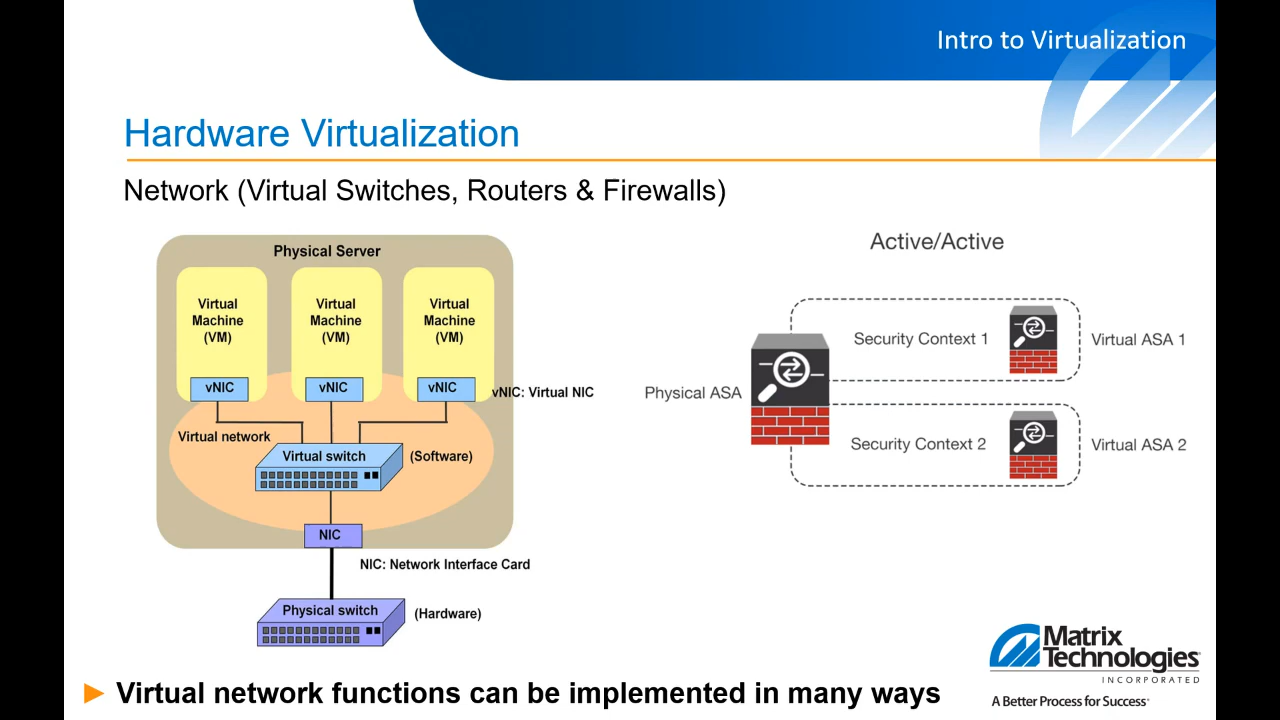 Intro to Virtualization
Hardware Virtualization
Network (Virtual Switches, Routers & Firewalls)
Physical Server
Virtual
Machine
(VM)
Virtual
Machine
(VM)
Virtual
Machine
(VM)
vNIC
vNIC
vNIC
vNIC: Virtual NIC
Virtual network
Virtual switch
(Software)
NIC
NIC: Network Interface Card
Physical switch
(Hardware)
Active/Active
Physical ASA
Security Context 1
Virtual ASA 1
Security Context 2
Virtual ASA 2
Virtual network functions can be implemented in many ways
Matrix
Technologies
INCORPORATED
A Better Process for Success